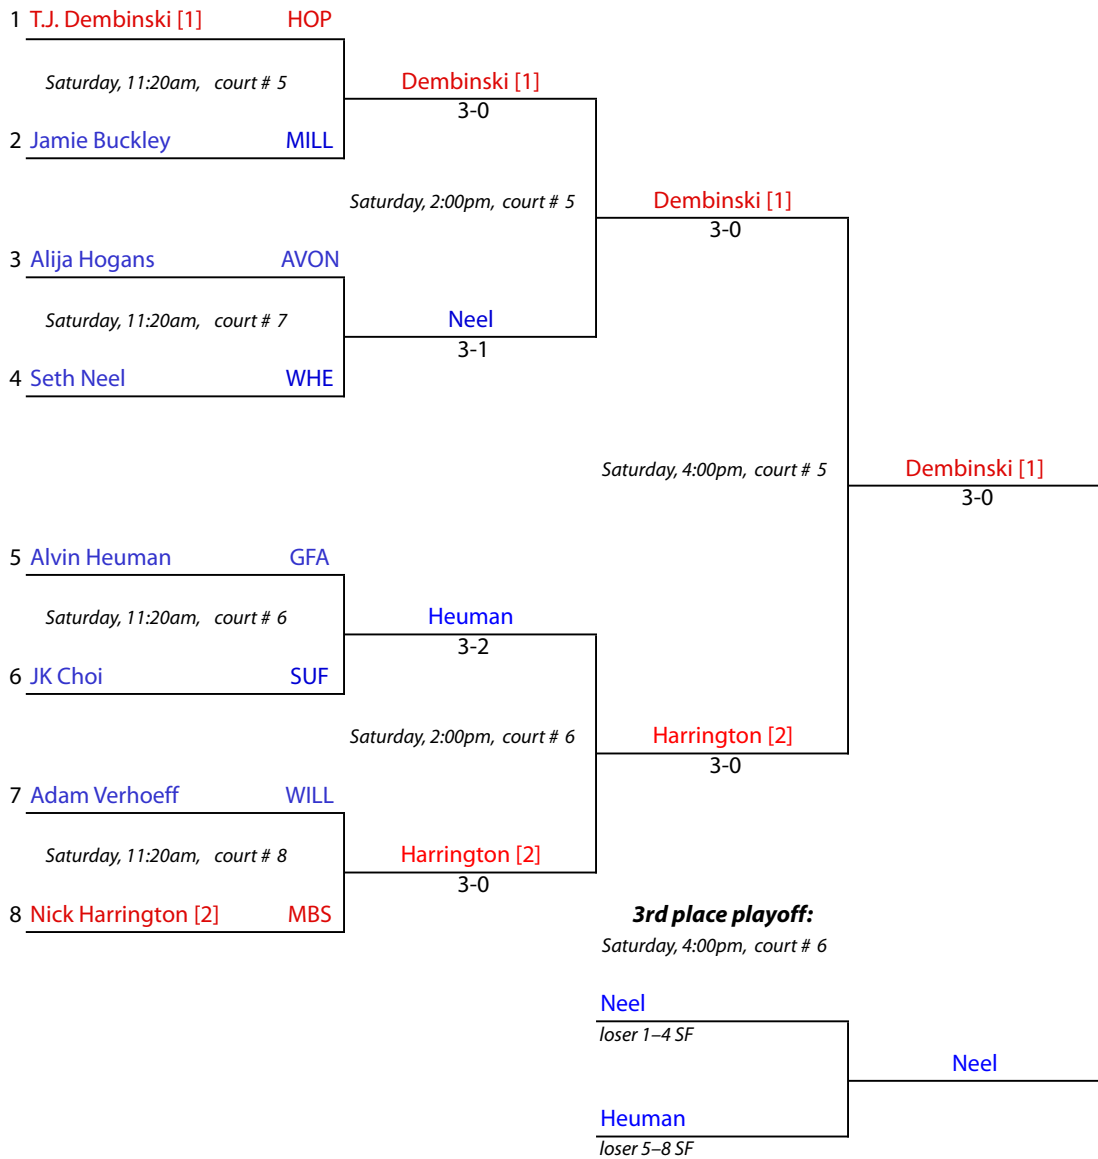 1 T.J. Dembinski [1] HOP
Saturday, 11:20am, court # 5
Dembinski [1]
3-0
2 Jamie Buckley MILL
Saturday, 2:00pm, court # 5
Dembinski [1]
3-0
3 Alija Hogans AVON
Saturday, 11:20am, court # 7
Neel
3-1
4 Seth Neel WHE
Saturday, 4:00pm, court # 5
Dembinski [1]
3-0
5 Alvin Heuman GFA
Saturday, 11:20am, court # 6
Heuman
3-2
6 JK Choi SUF
Saturday, 2:00pm, court # 6
Harrington [2]
3-0
7 Adam Verhoeff WILL
Saturday, 11:20am, court # 8
Harrington [2]
3-0
8 Nick Harrington [2] MBS
3rd place playoff:
Saturday, 4:00pm, court # 6
Neel
loser 1–4 SF
Neel
Heuman
loser 5–8 SF